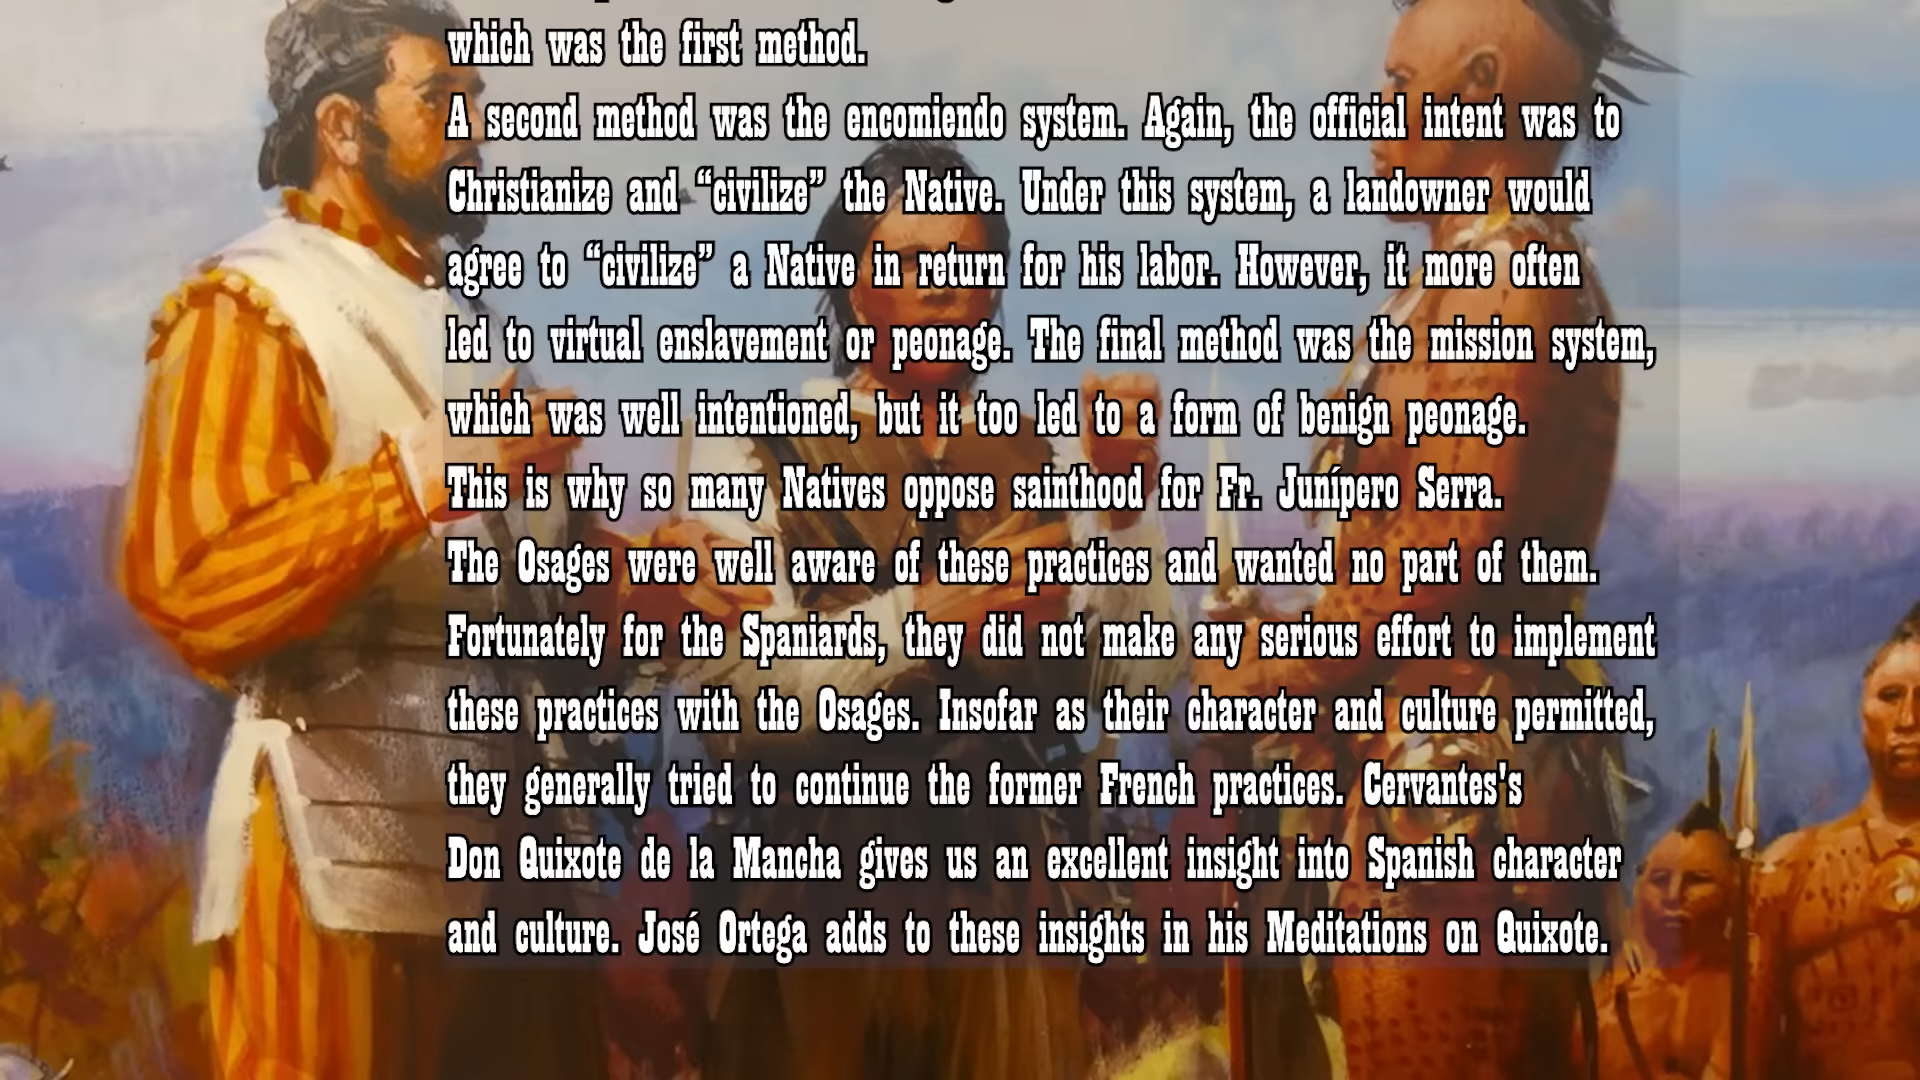 which was the first method.
A second method was the encomiendo system. Again, the official intent was to
Christianize and “civilize” the Native. Under this system, a landowner would
agree to “civilize” a Native in return for his labor. However, it more often
led to virtual enslavement or peonage. The final method was the mission system,
which was well intentioned, but it too led to a form of benign peonage.
This is why so many Natives oppose sainthood for Fr. Junípero Serra.
The Osages were well aware of these practices and wanted no part of them.
Fortunately for the Spaniards, they did not make any serious effort to implement
these practices with the Osages. Insofar as their character and culture permitted,
they generally tried to continue the former French practices. Cervantes's
Don Quixote de la Mancha gives us an excellent insight into Spanish character
and culture. José Ortega adds to these insights in his Meditations on Quixote.